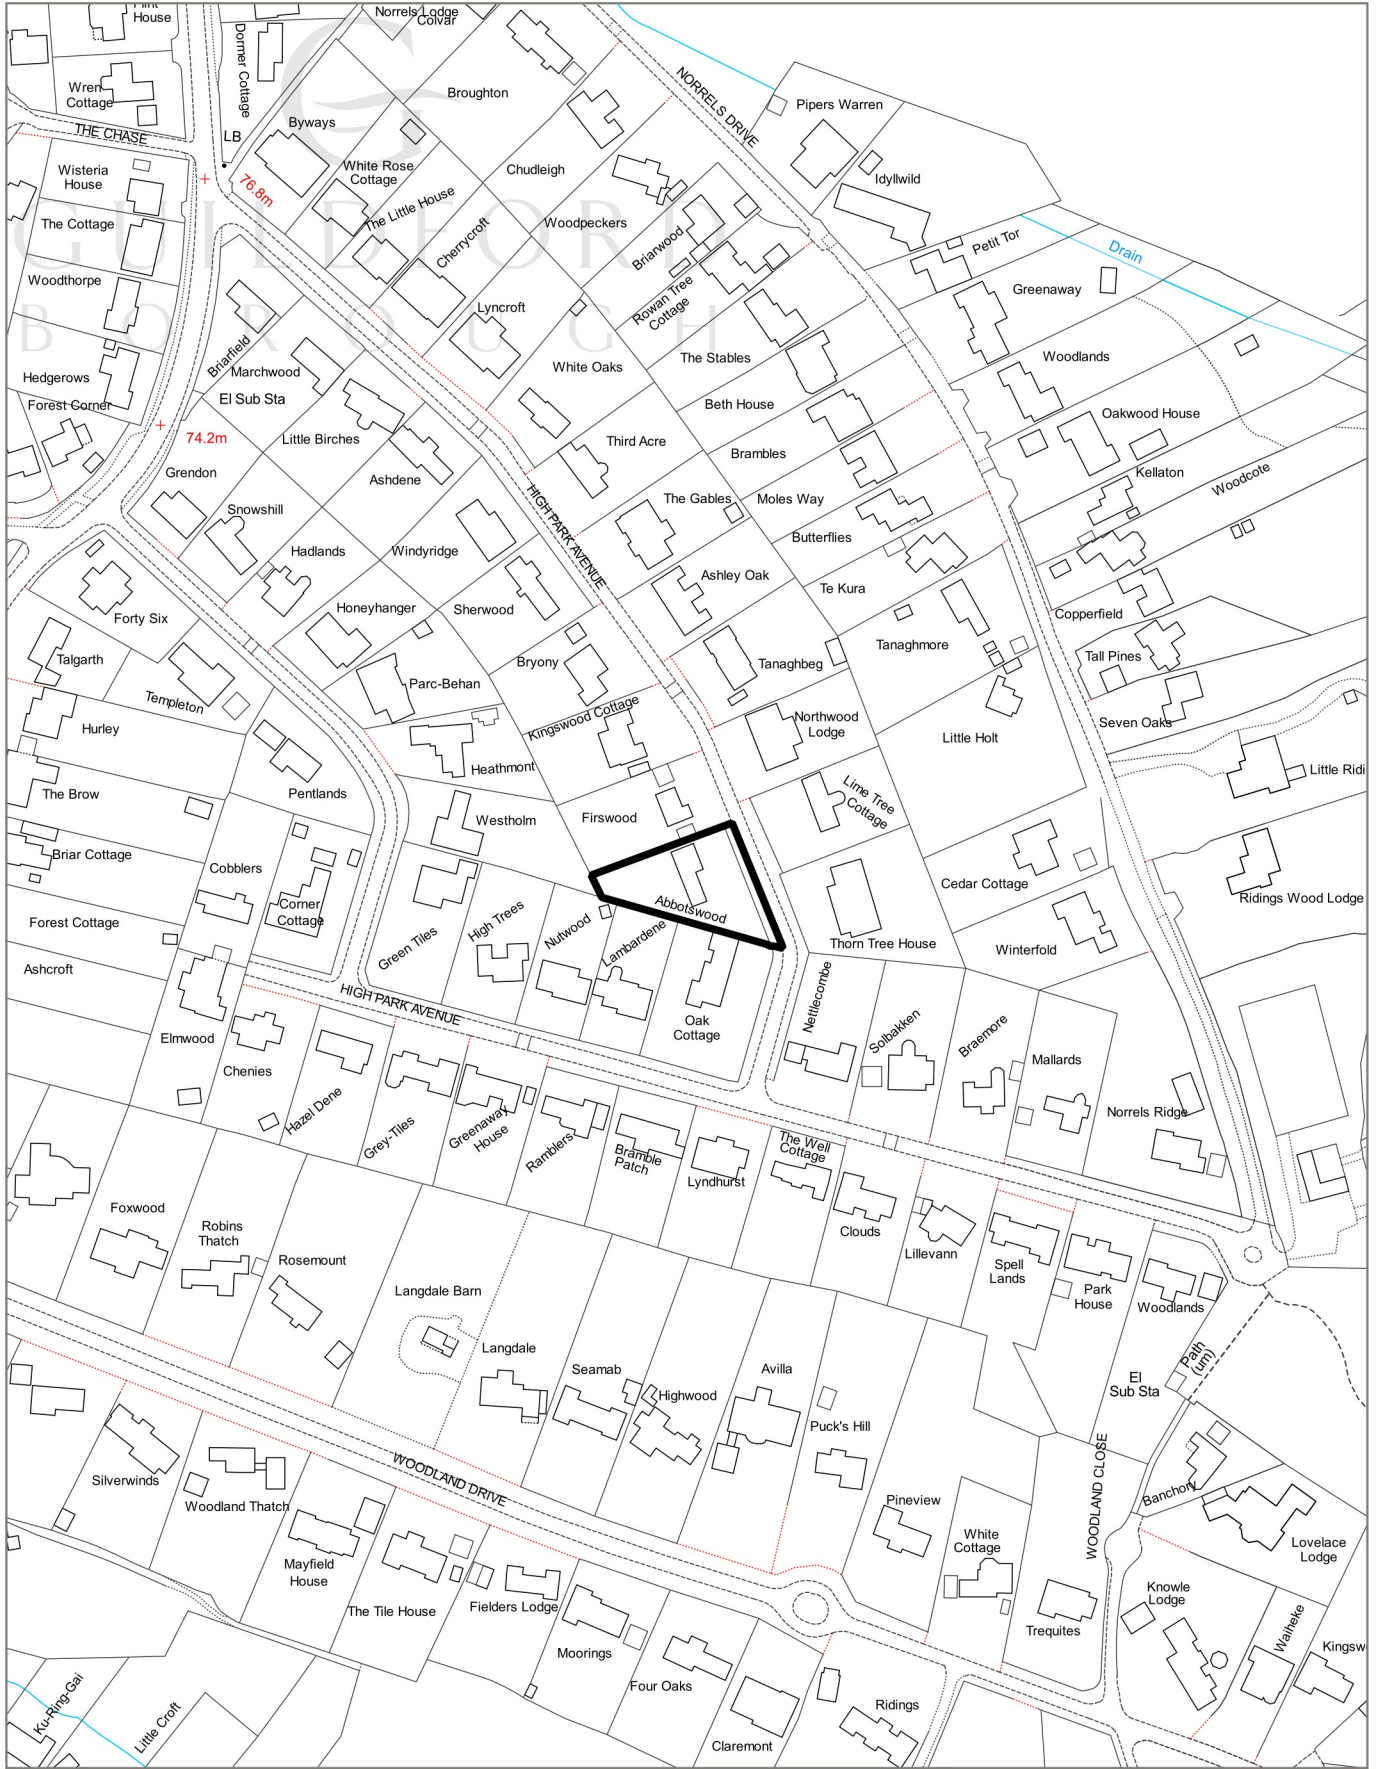 Flint
House
Norrels Lodge
Colvar
Dormer Cottage
Wren
Cottage
Broughton
NORRELS DRIVE
Pipers Warren
THE CHASE
LB
Byways
Wisteria
House
White Rose
Cottage
Chudleigh
Idyllwild
76.8m
The Little House
GUILDFORD
The Cottage
Woodpeckers
Cherrycroft
Briarwood
Petit Tor
Drain
Woodthorpe
Rowan Tree
Cottage
Greenaway
Lyncroft
BOROUGH
Briarfield
Marchwood
White Oaks
The Stables
Woodlands
Hedgerows
El Sub Sta
Forest Corner
Beth House
Oakwood House
74.2m
Little Birches
Third Acre
Brambles
Grendon
Ashdene
Kellaton
Woodcote
Snowshill
The Gables
Moles Way
HIGH PARK AVENUE
Butterflies
Hadlands
Windyridge
Ashley Oak
Te Kura
Forty Six
Honeyhanger
Sherwood
Copperfield
Talgarth
Bryony
Tanaghbeg
Tanaghmore
Tall Pines
Templeton
Parc-Behan
Kingswood Cottage
Northwood
Lodge
Seven Oaks
Hurley
Little Holt
Heathmont
Little Ridi
The Brow
Pentlands
Lime Tree
Cottage
Westholm
Firswood
Briar Cottage
Cobblers
Cedar Cottage
Corner
Cottage
Abbotswood
Ridings Wood Lodge
Forest Cottage
High Trees
Nutwood
Lambardene
Green Tiles
Thorn Tree House
Winterfold
Ashcroft
HIGH PARK AVENUE
Nettlecombe
Oak
Cottage
Solbakken
Braemore
Elmwood
Chenies
Mallards
Hazel Dene
Grey-Tiles
Greenaway
House
Ramblers
Bramble
Patch
Lyndhurst
The Well
Cottage
Norrels Ridge
Foxwood
Robins
Thatch
Clouds
Lillevann
Rosemount
Spell
Lands
Langdale Barn
Park
House
Woodlands
Langdale
Path
(um)
Seamab
Avilla
El
Sub Sta
Highwood
Puck's Hill
Silverwinds
WOODLAND DRIVE
WOODLAND CLOSE
Banchory
Woodland Thatch
Pineview
White
Cottage
Lovelace
Lodge
Mayfield
House
Knowle
Lodge
The Tile House
Fielders Lodge
Trequites
Waiheke
Kingsw
Moorings
Ku-Ring-Gai
Four Oaks
Little Croft
Ridings
Claremont